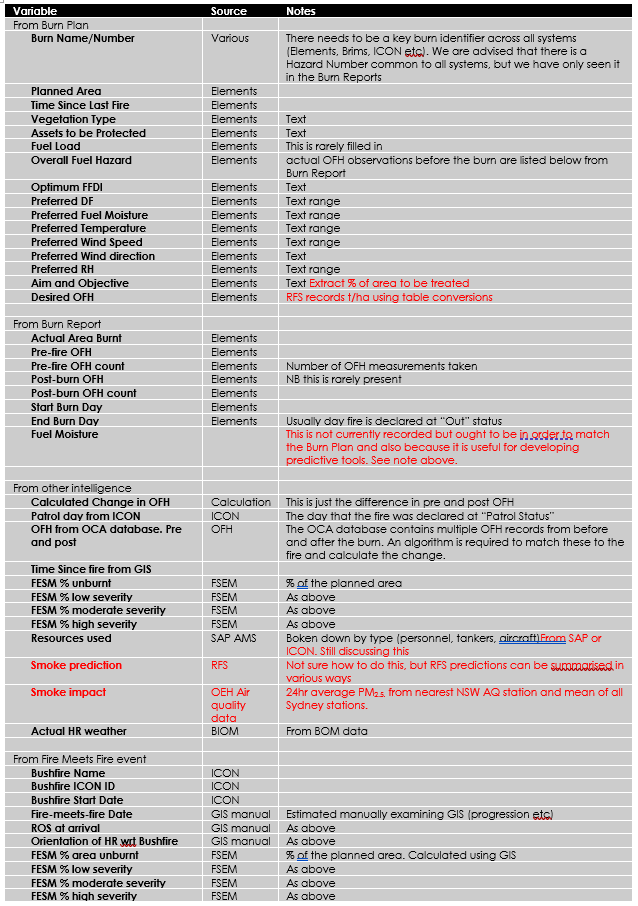 Variable Source Notes
From Burn Plan
Burn Name/Number Various There needs to be a key burn identifier across all systems
(Elements, Brims, ICON etc). We are advised that there is a
Hazard Number common to all systems, but we have only seen it
in the Burn Reports
Planned Area Elements
Time Since Last Fire Elements
Vegetation Type Elements Text
Assets to be Protected Elements Text
Fuel Load Elements This is rarely filled in
Overall Fuel Hazard Elements actual OFH observations before the burn are listed below from
Burn Report
Optimum FFDI Elements Text
Preferred DF Elements Text range
Preferred Fuel Moisture Elements Text range
Preferred Temperature Elements Text range
Preferred Wind Speed Elements Text range
Preferred Wind direction Elements Text
Preferred RH Elements Text range
Aim and Objective Elements Text Extract % of area to be treated
Desired OFH Elements RFS records t/ha using table conversions
From Burn Report
Actual Area Burnt Elements
Pre-fire OFH Elements
Pre-fire OFH count Elements Number of OFH measurements taken
Post-burn OFH Elements NB this is rarely present
Post-burn OFH count Elements
Start Burn Day Elements
End Burn Day Elements Usually day fire is declared at "Out" status
Fuel Moisture This is not currently recorded but ought to be in order to match
the Burn Plan and also because it is useful for developing
predictive tools. See note above.
From other intelligence
Calculated Change in OFH Calculation This is just the difference in pre and post OFH
Patrol day from ICON ICON The day that the fire was declared at "Patrol Status"
OFH from OCA database. Pre OFH The OCA database contains multiple OFH records from before
and post and after the burn. An algorithm is required to match these to the
fire and calculate the change.
Time Since fire from GIS
FESM % unburnt FSEM % of the planned area
FESM % low severity FSEM As above
FESM % moderate severity FSEM As above
FESM % high severity FSEM As above
Resources used SAP AMS Boken down by type (personnel, tankers, aircraft)From SAP or
ICON. Still discussing this
Smoke prediction RFS Not sure how to do this, but RFS predictions can be summarised in
various ways
Smoke impact OEH Air 24hr average PM2.5, from nearest NSW AQ station and mean of all
quality Sydney stations.
data
Actual HR weather BIOM From BOM data
From Fire Meets Fire event
Bushfire Name ICON
Bushfire ICON ID ICON
Bushfire Start Date ICON
Fire-meets-fire Date GIS manual Estimated manually examining GIS (progression etc)
ROS at arrival GIS manual As above
Orientation of HR wrt Bushfire GIS manual As above
FESM % area unburnt FSEM % of the planned area. Calculated using GIS
FESM % low severity FSEM As above
FESM % moderate severity FSEM As above
FESM % high severity FSEM As above